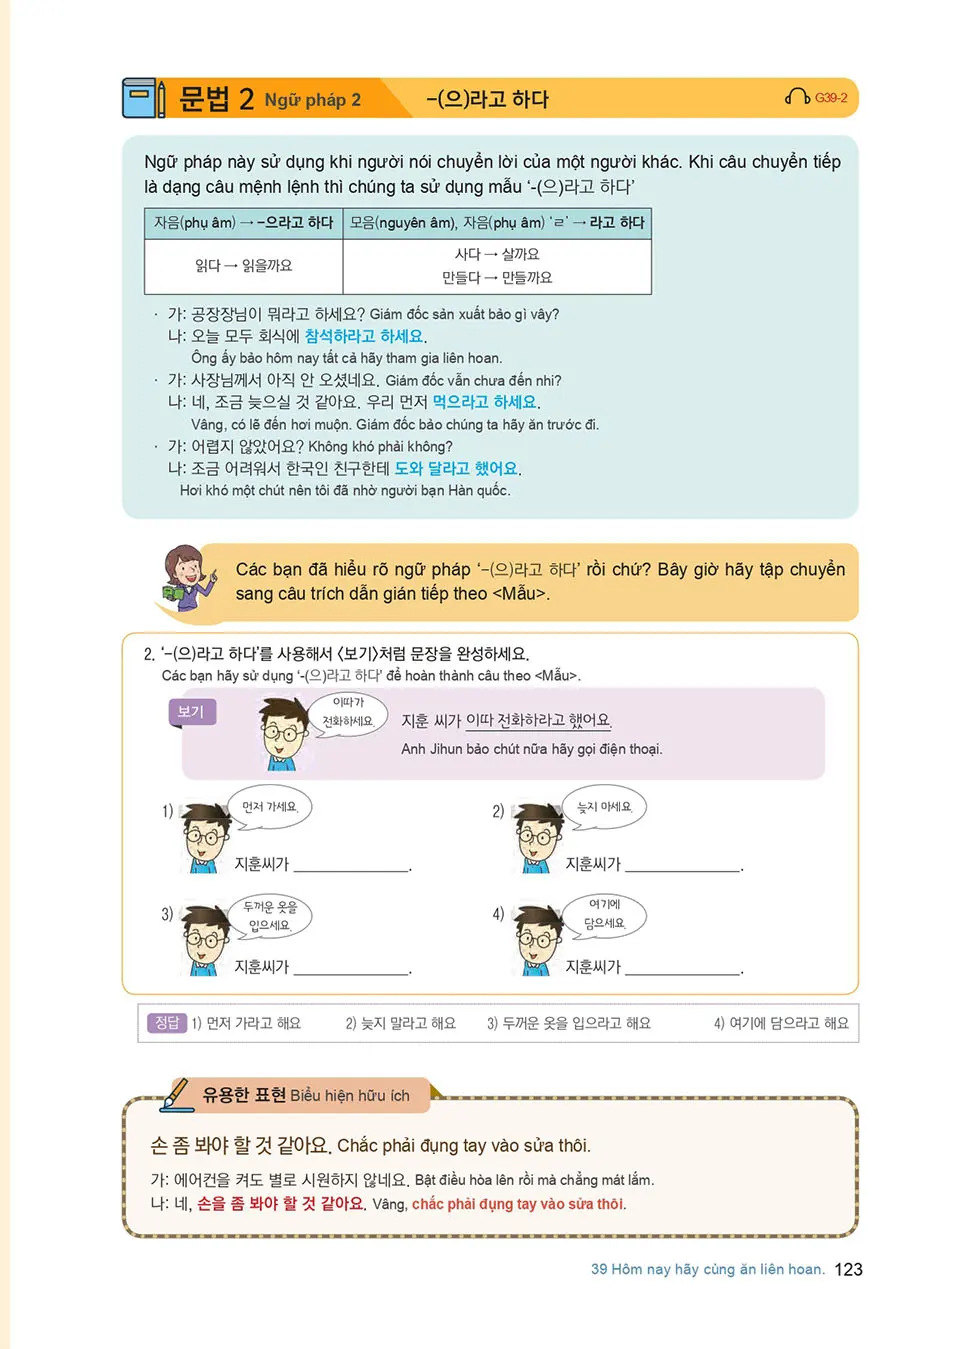 문법 2 Ngữ pháp 2 -(으)라고 하다 G39-2
Ngữ pháp này sử dụng khi người nói chuyển lời của một người khác. Khi câu chuyển tiếp
là dạng câu mệnh lệnh thì chúng ta sử dụng mẫu ‘-(으)라고 하다’
자음(phụ âm) → -으라고 하다 모음(nguyên âm), 자음(phụ âm) ‘ㄹ’ → 라고 하다
읽다 → 읽을까요
사다 → 살까요
만들다 → 만들까요
· 가: 공장장님이 뭐라고 하세요? Giám đốc sản xuất bảo gì vậy?
나: 오늘 모두 회식에 참석하라고 하세요.
Ông ấy bảo hôm nay tất cả hãy tham gia liên hoan.
· 가: 사장님께서 아직 안 오셨네요. Giám đốc vẫn chưa đến nhỉ?
나: 네, 조금 늦으실 것 같아요. 우리 먼저 먹으라고 하세요.
Vâng, có lẽ đến hơi muộn. Giám đốc bảo chúng ta hãy ăn trước đi.
· 가: 어렵지 않았어요? Không khó phải không?
나: 조금 어려워서 한국인 친구한테 도와 달라고 했어요.
Hơi khó một chút nên tôi đã nhờ người bạn Hàn quốc.
Các bạn đã hiểu rõ ngữ pháp ‘-(으)라고 하다’ rồi chứ? Bây giờ hãy tập chuyển
sang câu trích dẫn gián tiếp theo <Mẫu>.
2. ‘-(으)라고 하다’를 사용해서 〈보기〉처럼 문장을 완성하세요.
Các bạn hãy sử dụng ‘-(으)라고 하다’ để hoàn thành câu theo <Mẫu>.
보기
이따가
전화하세요.
지훈 씨가 이따 전화하라고 했어요.
Anh Jihun bảo chút nữa hãy gọi điện thoại.
1) 먼저 가세요.
지훈씨가 ______________.
2) 늦지 마세요.
지훈씨가 ______________.
3) 두꺼운 옷을
입으세요.
지훈씨가 ______________.
4) 여기에
담으세요.
지훈씨가 ______________.
정답 1) 먼저 가라고 해요 2) 늦지 말라고 해요 3) 두꺼운 옷을 입으라고 해요 4) 여기에 담으라고 해요
유용한 표현 Biểu hiện hữu ích
손 좀 봐야 할 것 같아요. Chắc phải đụng tay vào sửa thôi.
가: 에어컨을 켜도 별로 시원하지 않네요. Bật điều hòa lên rồi mà chẳng mát lắm.
나: 네, 손을 좀 봐야 할 것 같아요. Vâng, chắc phải đụng tay vào sửa thôi.
39 Hôm nay hãy cùng ăn liên hoan. 123